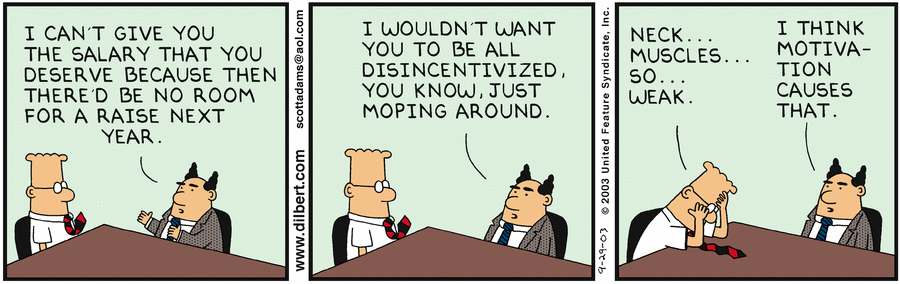 I CAN'T GIVE YOU
THE SALARY THAT YOU
DESERVE BECAUSE THEN
THERE'D BE NO ROOM
FOR A RAISE NEXT
YEAR.
www.dilbert.com scottadams@aol.com
I WOULDN'T WANT
YOU TO BE ALL
DISINCENTIVIZED,
YOU KNOW, JUST
MOPING AROUND.
9-29-03 © 2003 United Feature Syndicate, Inc.
NECK...
MUSCLES...
SO...
WEAK.
I THINK
MOTIVA-
TION
CAUSES
THAT.